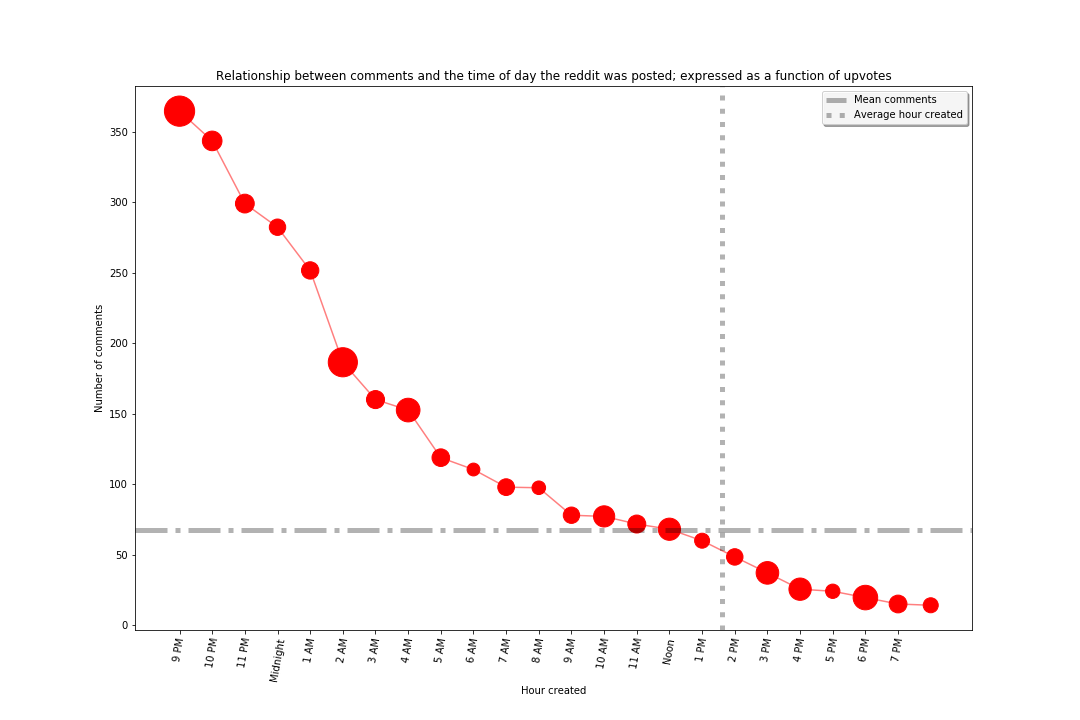 Relationship between comments and the time of day the reddit was posted; expressed as a function of upvotes
Mean comments
Average hour created
Number of comments
350
300
250
200
150
100
50
0
9 PM
10 PM
11 PM
Midnight
1 AM
2 AM
3 AM
4 AM
5 AM
6 AM
7 AM
8 AM
9 AM
10 AM
11 AM
Noon
1 PM
2 PM
3 PM
4 PM
5 PM
6 PM
7 PM
Hour created